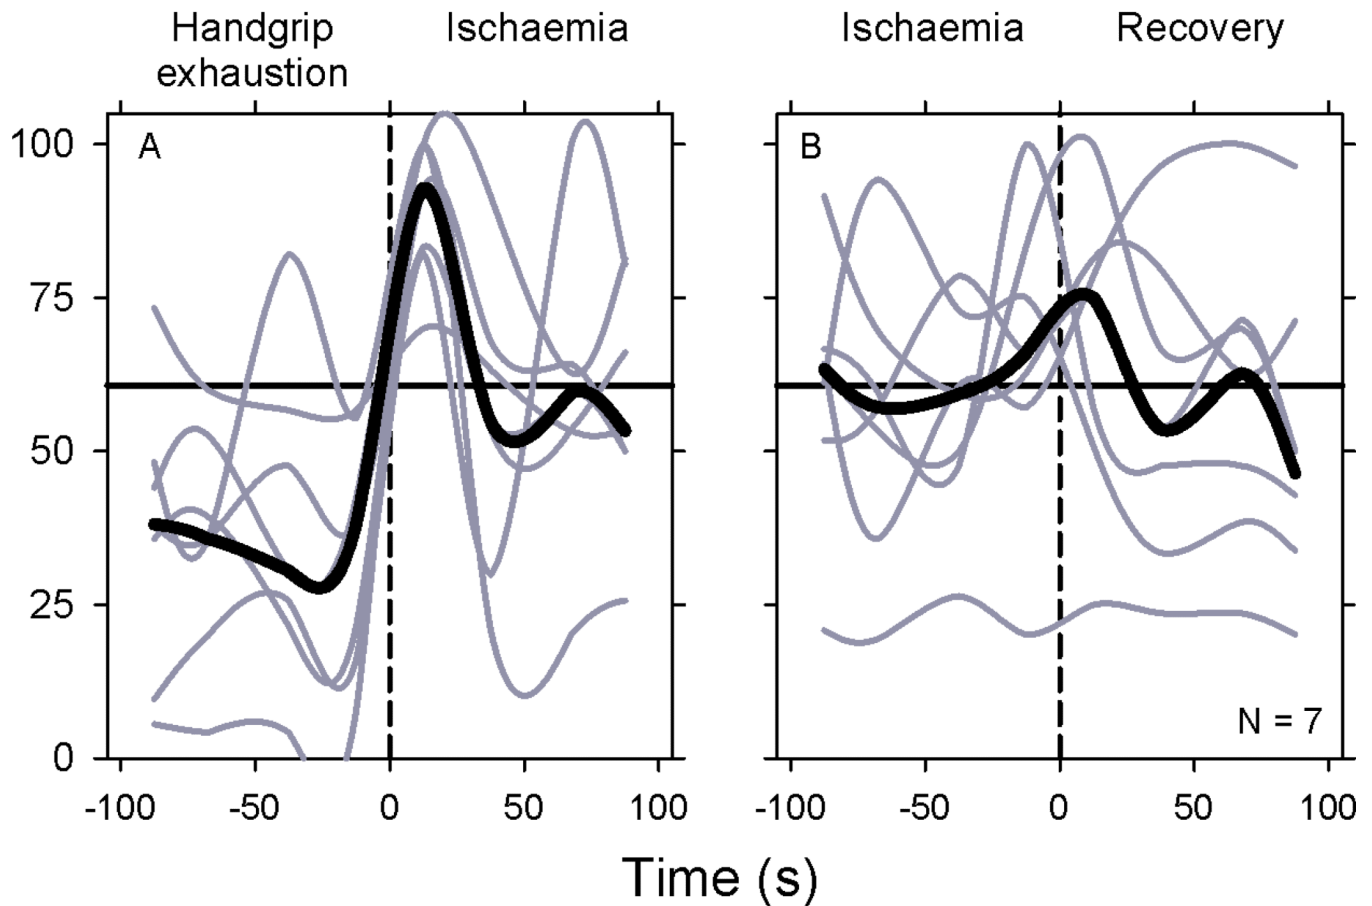 Handgrip
exhaustion
Ischaemia
Ischaemia
Recovery
A
B
100
75
50
25
0
N = 7
-100 -50 0 50 100
-100 -50 0 50 100
Time (s)